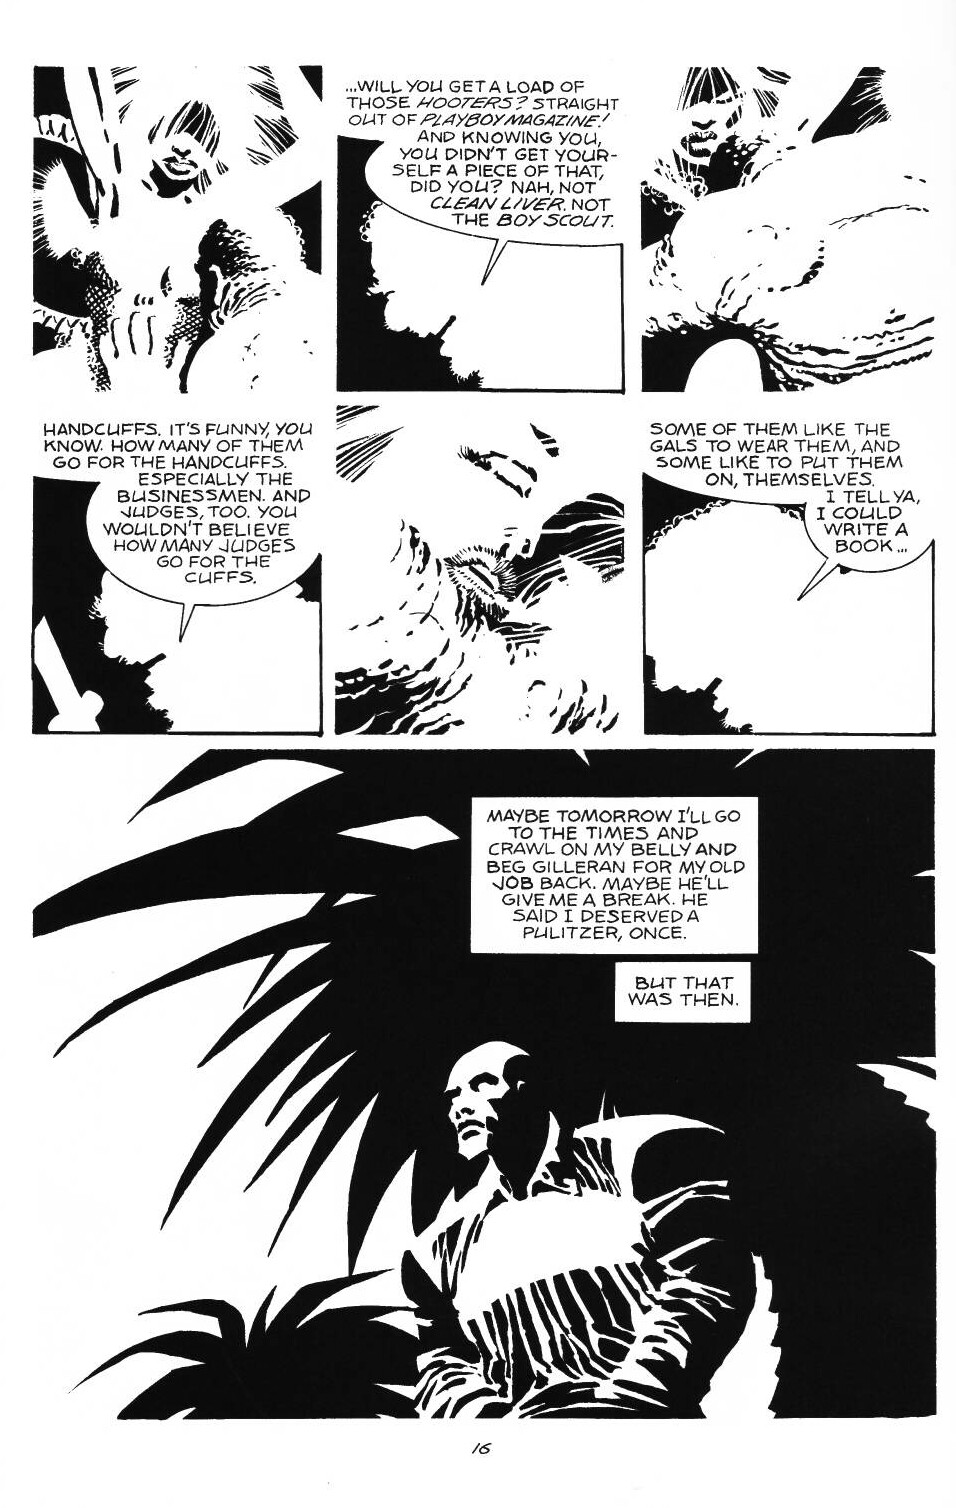 ...WILL YOU GET A LOAD OF
THOSE HOOTERS? STRAIGHT
OUT OF PLAYBOY MAGAZINE!
AND KNOWING YOU,
YOU DIDN'T GET YOUR-
SELF A PIECE OF THAT,
DID YOU? NAH, NOT
CLEAN LIVER. NOT
THE BOY SCOUT.
HANDCUFFS. IT'S FUNNY, YOU
KNOW. HOW MANY OF THEM
GO FOR THE HANDCUFFS.
ESPECIALLY THE
BUSINESSMEN. AND
JUDGES, TOO. YOU
WOULDN'T BELIEVE
HOW MANY JUDGES
GO FOR THE
CUFFS.
SOME OF THEM LIKE THE
GALS TO WEAR THEM, AND
SOME LIKE TO PUT THEM
ON, THEMSELVES.
I TELL YA,
I COULD
WRITE A
BOOK...
MAYBE TOMORROW I'LL GO
TO THE TIMES AND
CRAWL ON MY BELLY AND
BEG GILLERAN FOR MY OLD
JOB BACK. MAYBE HE'LL
GIVE ME A BREAK. HE
SAID I DESERVED A
PULITZER, ONCE.
BUT THAT
WAS THEN.
16